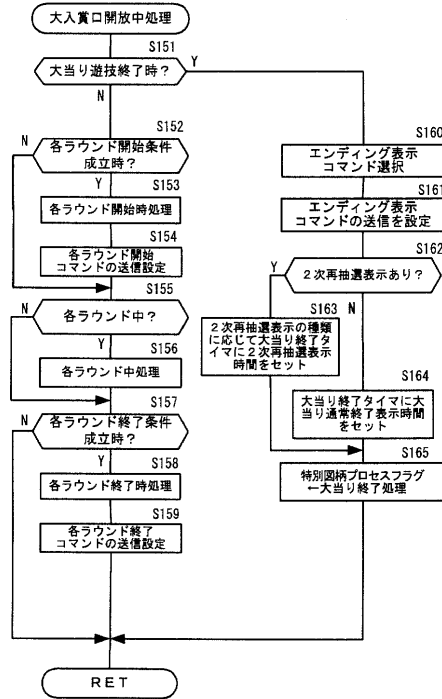 大入賞口開放中処理
S151
大当り遊技終了時?
Y
N
S152
N
各ラウンド開始条件
成立時?
Y
S153
各ラウンド開始時処理
S154
各ラウンド開始
コマンドの送信設定
S155
N
各ラウンド中?
Y
S156
各ラウンド中処理
S157
N
各ラウンド終了条件
成立時?
Y
S158
各ラウンド終了時処理
S159
各ラウンド終了
コマンドの送信設定
S160
エンディング表示
コマンド選択
S161
エンディング表示
コマンドの送信を設定
S162
Y
2次再抽選表示あり?
N
S163
2次再抽選表示の種類
に応じて大当り終了タ
イマに2次再抽選表示
時間をセット
S164
大当り終了タイマに大
当り通常終了表示時間
をセット
S165
特別図柄プロセスフラグ
←大当り終了処理
RET